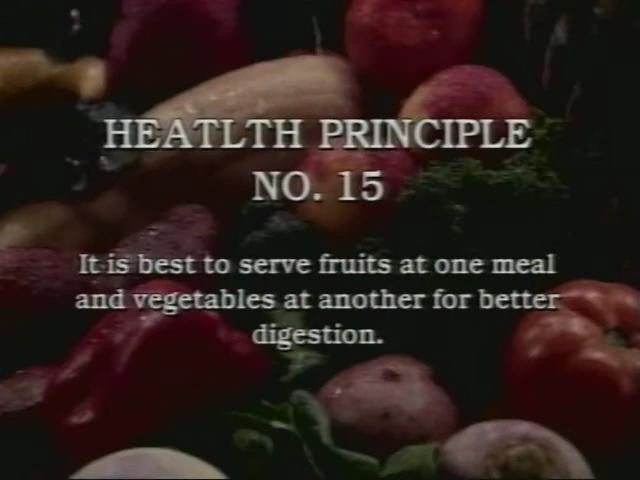 HEATLTH PRINCIPLE
NO. 15
It is best to serve fruits at one meal
and vegetables at another for better
digestion.